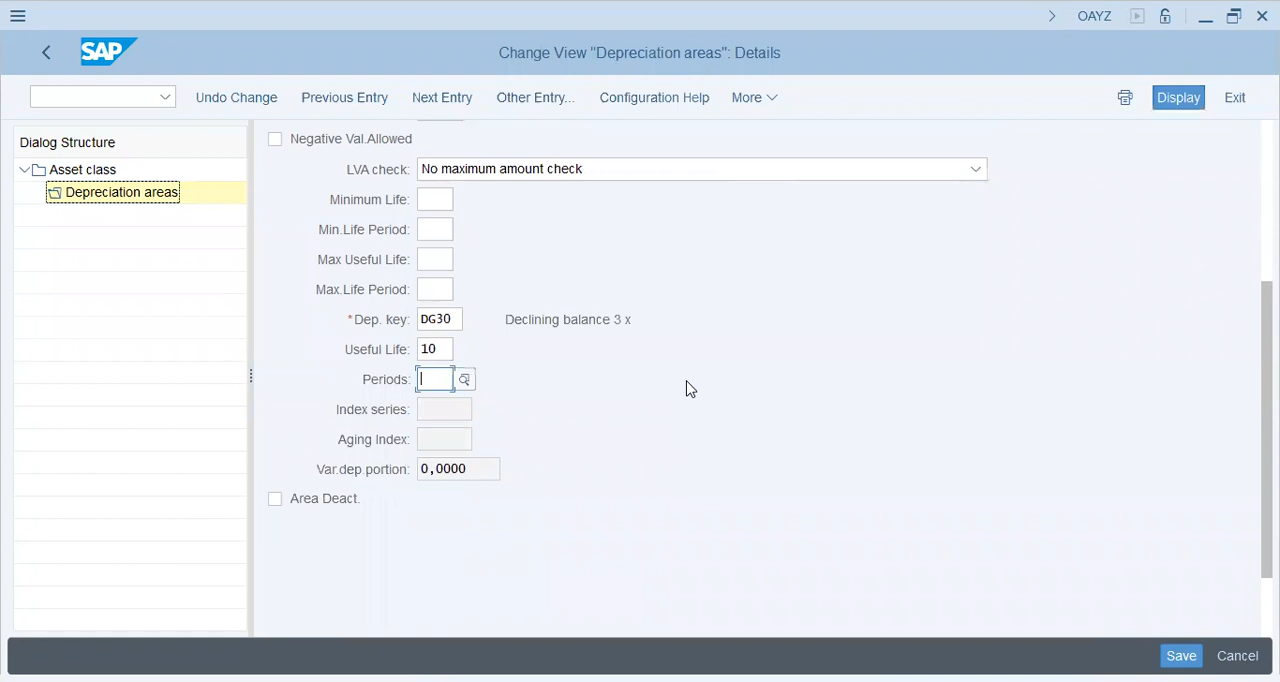 OAYZ
SAP
Change View "Depreciation areas": Details
Undo Change Previous Entry Next Entry Other Entry... Configuration Help More Display Exit
Dialog Structure
Asset class
Depreciation areas
Negative Val.Allowed
LVA check: No maximum amount check
Minimum Life:
Min.Life Period:
Max Useful Life:
Max.Life Period:
*Dep. key: DG30 Declining balance 3 x
Useful Life: 10
Periods:
Index series:
Aging Index:
Var.dep.portion: 0,0000
Area Deact.
Save Cancel